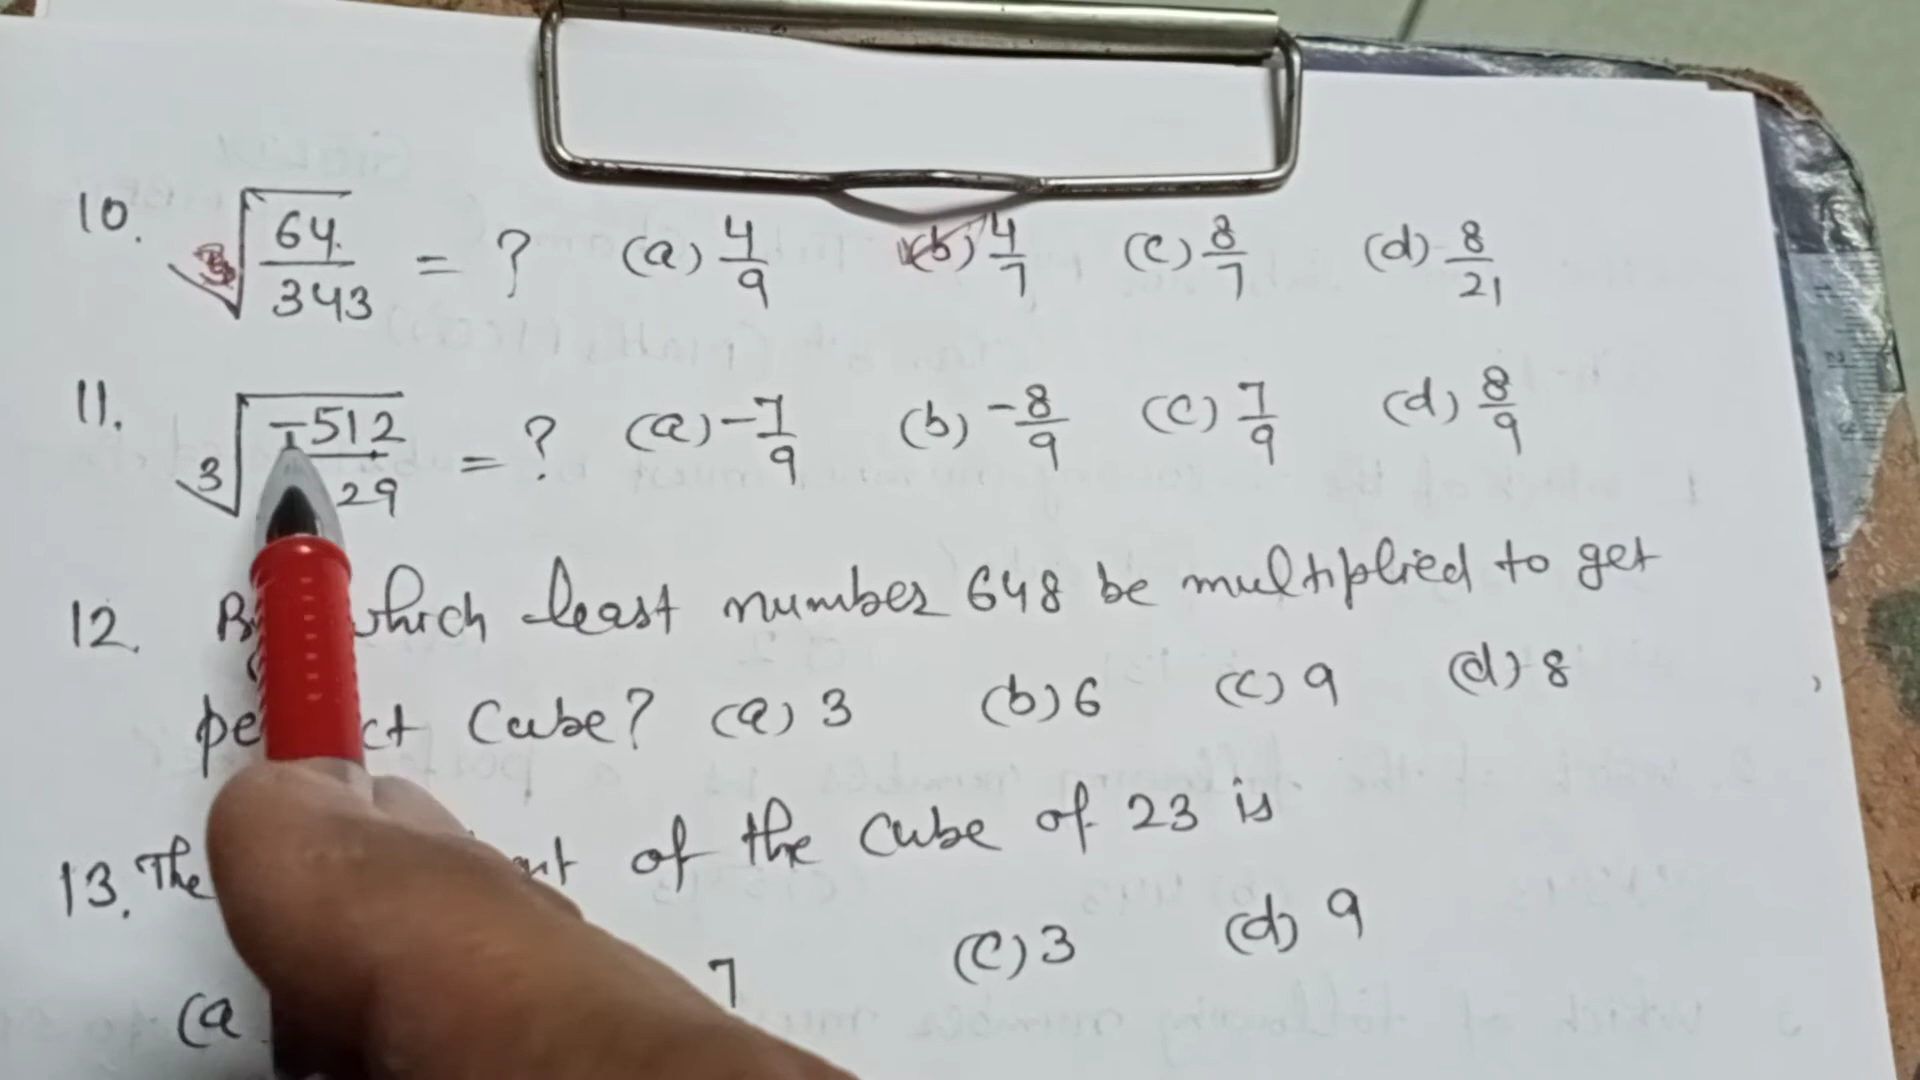 10. ∛(64/343) = ? (a) 4/9 (b) 4/7 (c) 8/7 (d) 8/21
11. ∛(-512/ 29) = ? (a) -7/9 (b) -8/9 (c) 7/9 (d) 8/9
12. which least number 648 be multiplied to get
Cube? (a) 3 (b) 6 (c) 9 (d) 8
13. The of the cube of 23 is
(a 7 (c) 3 (d) 9